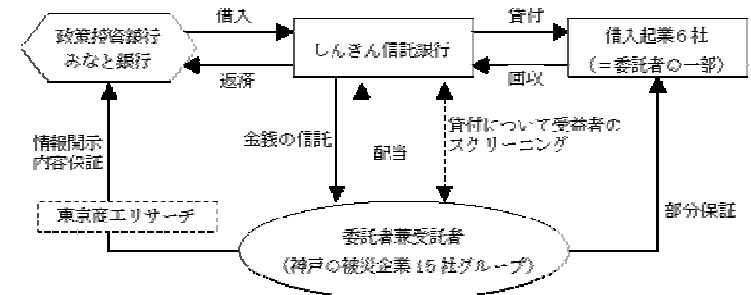 借入
貸付
政策投資銀行
みなと銀行
しんきん信託銀行
借入起業6社
(=委託者の一部)
返済
回収
情報開示
内容保証
金銭の信託
配当
貸付について受益者の
スクリーニング
東京商工リサーチ
部分保証
委託者兼受託者
(神戸の被災企業15社グループ)